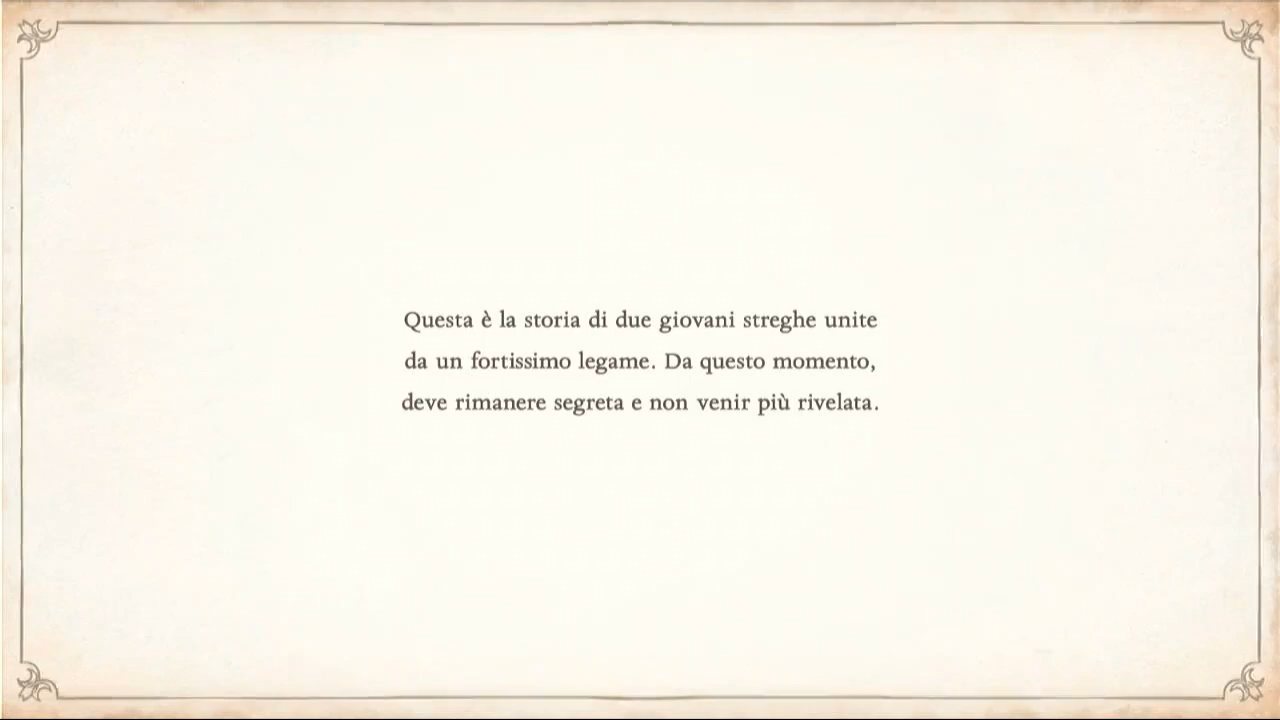 Questa è la storia di due giovani streghe unite
da un fortissimo legame. Da questo momento,
deve rimanere segreta e non venir più rivelata.